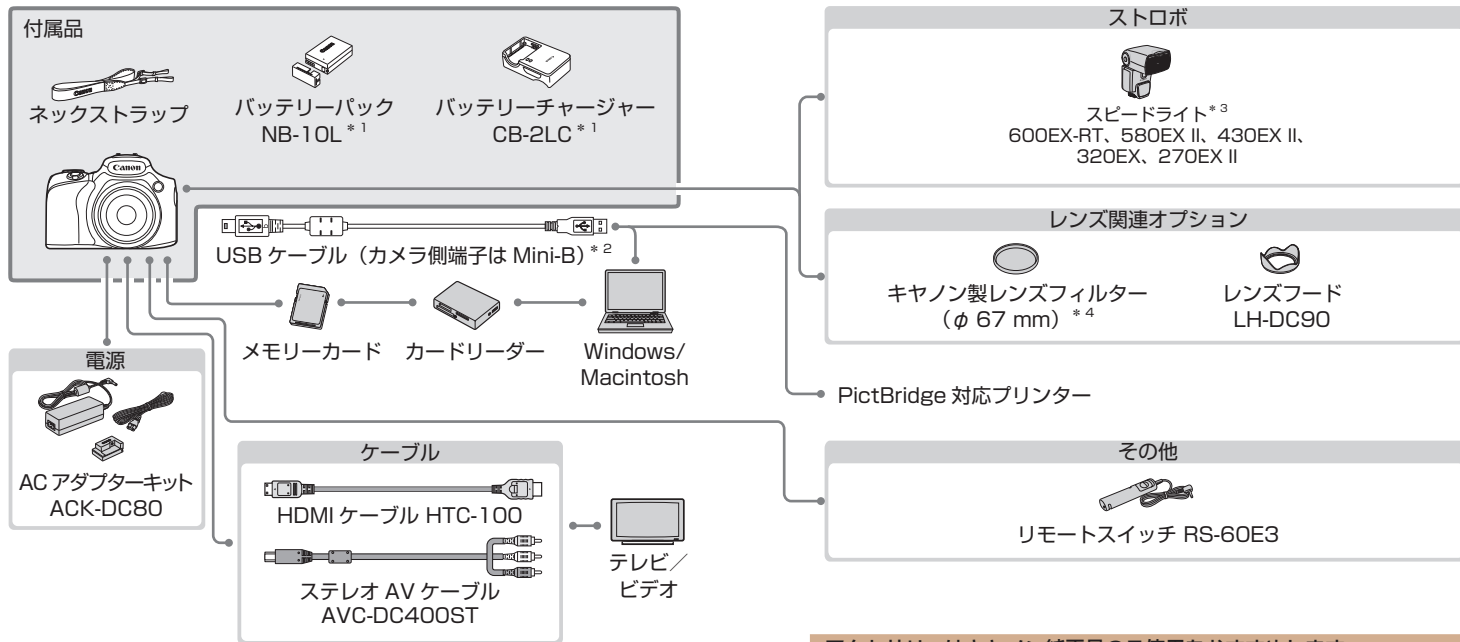 付属品
ネックストラップ
バッテリーパック
NB-10L＊1
バッテリーチャージャー
CB-2LC＊1
Canon
USB ケーブル（カメラ側端子は Mini-B）＊2
メモリーカード
カードリーダー
Windows/
Macintosh
電源
AC アダプターキット
ACK-DC80
ケーブル
HDMI ケーブル HTC-100
ステレオ AV ケーブル
AVC-DC400ST
テレビ／
ビデオ
ストロボ
スピードライト＊3
600EX-RT、580EX II、430EX II、
320EX、270EX II
レンズ関連オプション
キヤノン製レンズフィルター
（φ 67 mm）＊4
レンズフード
LH-DC90
PictBridge 対応プリンター
その他
リモートスイッチ RS-60E3